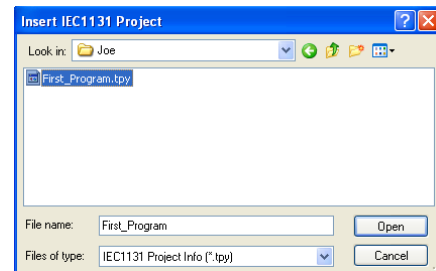 Insert IEC1131 Project
Look in: Joe
First_Program.tpy
File name: First_Program Open
Files of type: IEC1131 Project Info (*.tpy) Cancel